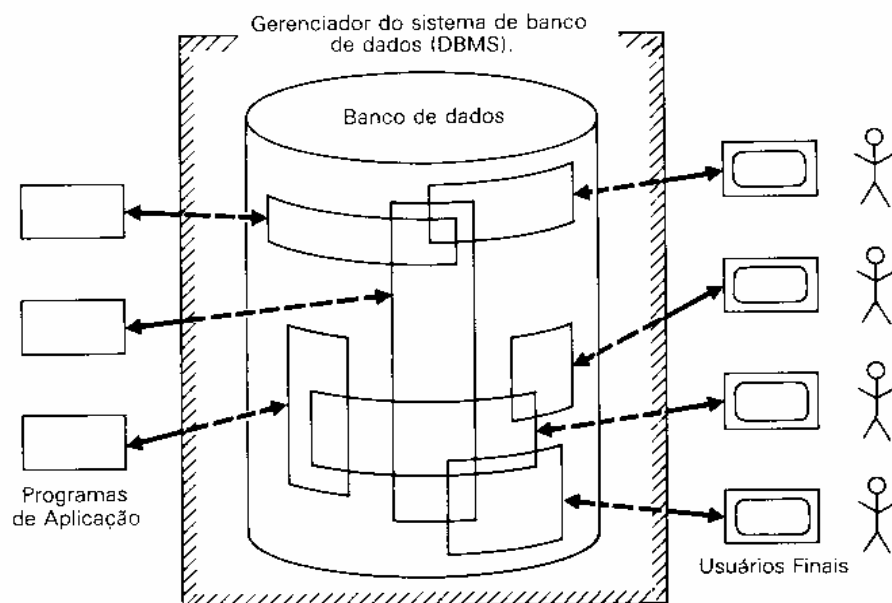 Gerenciador do sistema de banco
de dados (DBMS).
Banco de dados
Programas
de Aplicação
Usuários Finais